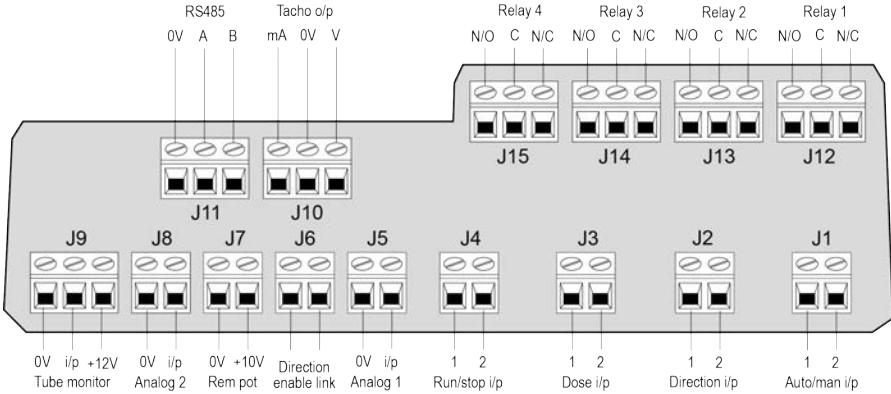 RS485 Tacho o/p Relay 4 Relay 3 Relay 2 Relay 1
0V A B mA 0V V N/O C N/C N/O C N/C N/O C N/C N/O C N/C
J15 J14 J13 J12
J11 J10
J9 J8 J7 J6 J5 J4 J3 J2 J1
0V i/p +12V 0V i/p 0V +10V Direction 0V i/p 1 2 1 2 1 2 1 2
Tube monitor Analog 2 Rem pot enable link Analog 1 Run/stop i/p Dose i/p Direction i/p Auto/man i/p